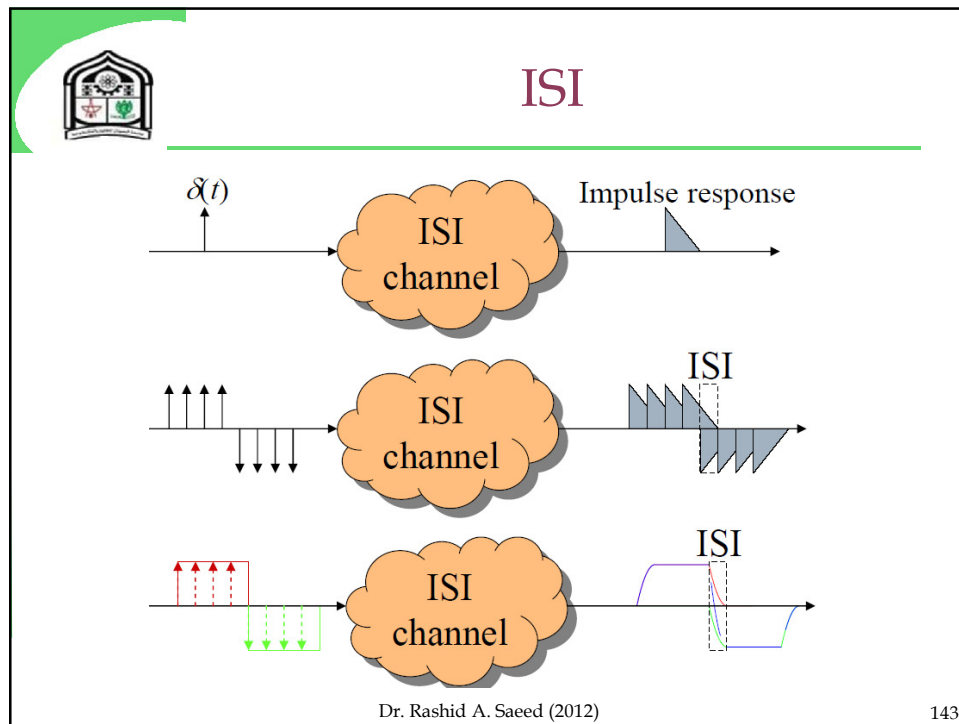 ISI
δ(t)
ISI
channel
Impulse response
ISI
channel
ISI
ISI
channel
ISI
Dr. Rashid A. Saeed (2012)
143